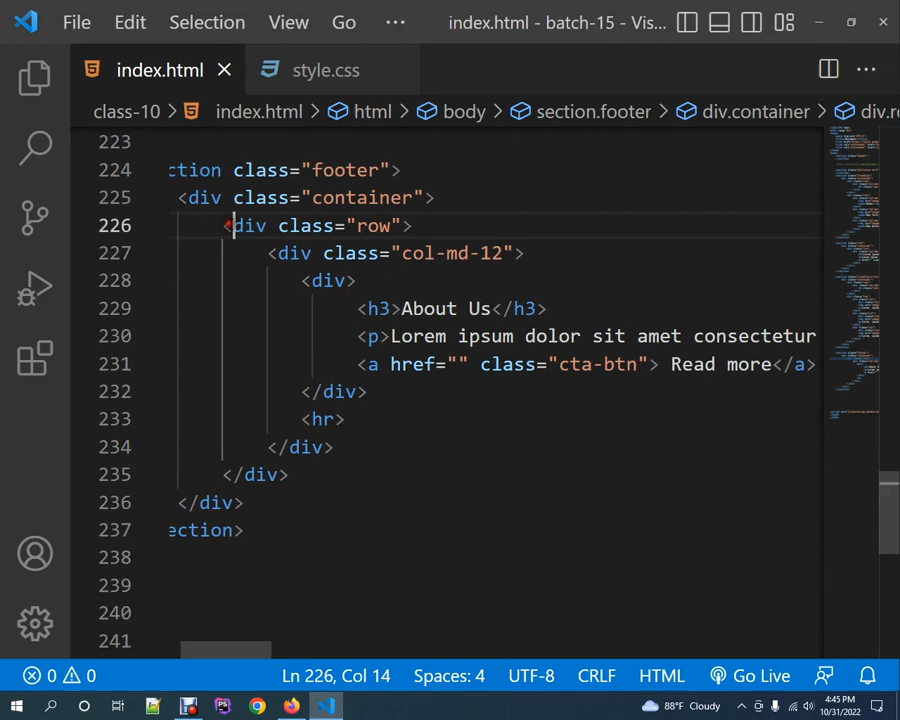 File Edit Selection View Go ··· index.html - batch-15 - Vis...
index.html style.css
class-10 > index.html > html > body > section.footer > div.container > div.ro
223
224 ction class="footer">
225 <div class="container">
226 <div class="row">
227 <div class="col-md-12">
228 <div>
229 <h3>About Us</h3>
230 <p>Lorem ipsum dolor sit amet consectetur
231 <a href="" class="cta-btn"> Read more</a>
232 </div>
233 <hr>
234 </div>
235 </div>
236 </div>
237 ection>
238
239
240
241
0 0 Ln 226, Col 14 Spaces: 4 UTF-8 CRLF HTML Go Live
88°F Cloudy 4:45 PM
10/31/2022